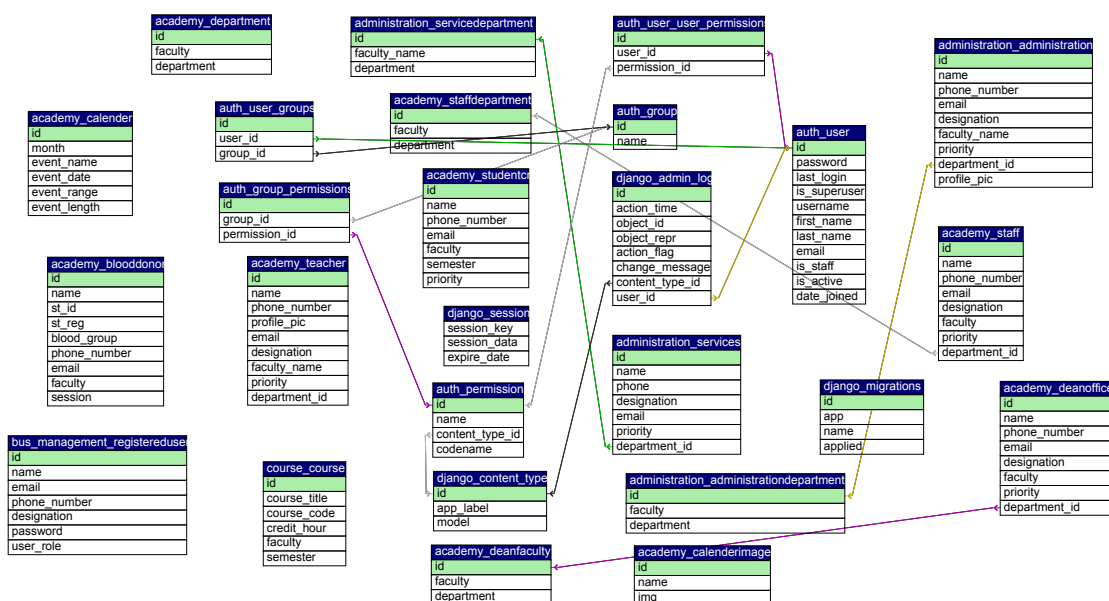 academy_department
id
faculty
department
administration_servicedepartment
id
faculty_name
department
auth_user_user_permissions
id
user_id
permission_id
administration_administration
id
name
phone_number
email
designation
faculty_name
priority
department_id
profile_pic
academy_calender
id
month
event_name
event_date
event_range
event_length
auth_user_groups
id
user_id
group_id
academy_staffdepartment
id
faculty
department
auth_group
id
name
auth_user
id
password
last_login
is_superuser
username
first_name
last_name
email
is_staff
is_active
date_joined
auth_group_permissions
id
group_id
permission_id
academy_studentcr
id
name
phone_number
email
faculty
semester
priority
django_admin_log
id
action_time
object_id
object_repr
action_flag
change_message
content_type_id
user_id
academy_staff
id
name
phone_number
email
designation
faculty
priority
department_id
academy_blooddonor
id
name
st_id
st_reg
blood_group
phone_number
email
faculty
session
academy_teacher
id
name
phone_number
profile_pic
email
designation
faculty_name
priority
department_id
django_session
session_key
session_data
expire_date
administration_services
id
name
phone
designation
email
priority
department_id
auth_permission
id
name
content_type_id
codename
django_migrations
id
app
name
applied
academy_deanoffice
id
name
phone_number
email
designation
faculty
priority
department_id
bus_management_registereduser
id
name
email
phone_number
designation
password
user_role
course_course
id
course_title
course_code
credit_hour
faculty
semester
django_content_type
id
app_label
model
administration_administrationdepartment
id
faculty
department
academy_deanfaculty
id
faculty
department
academy_calenderimage
id
name
img